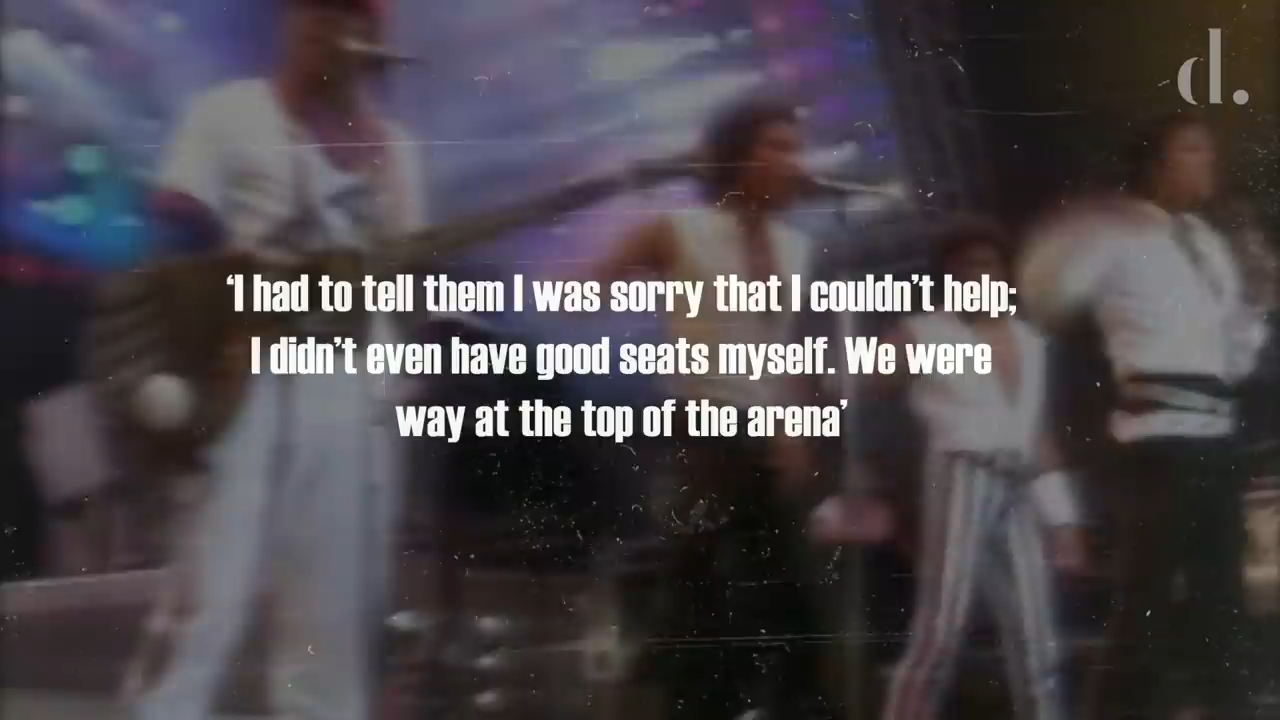 d.
‘I had to tell them I was sorry that I couldn’t help;
I didn’t even have good seats myself. We were
way at the top of the arena’